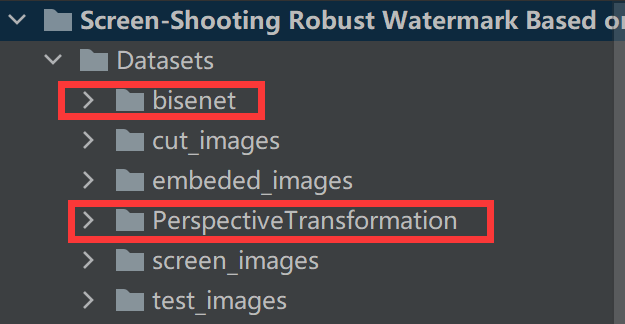 Screen-Shooting Robust Watermark Based
Datasets
bisenet
cut_images
embeded_images
PerspectiveTransformation
screen_images
test_images